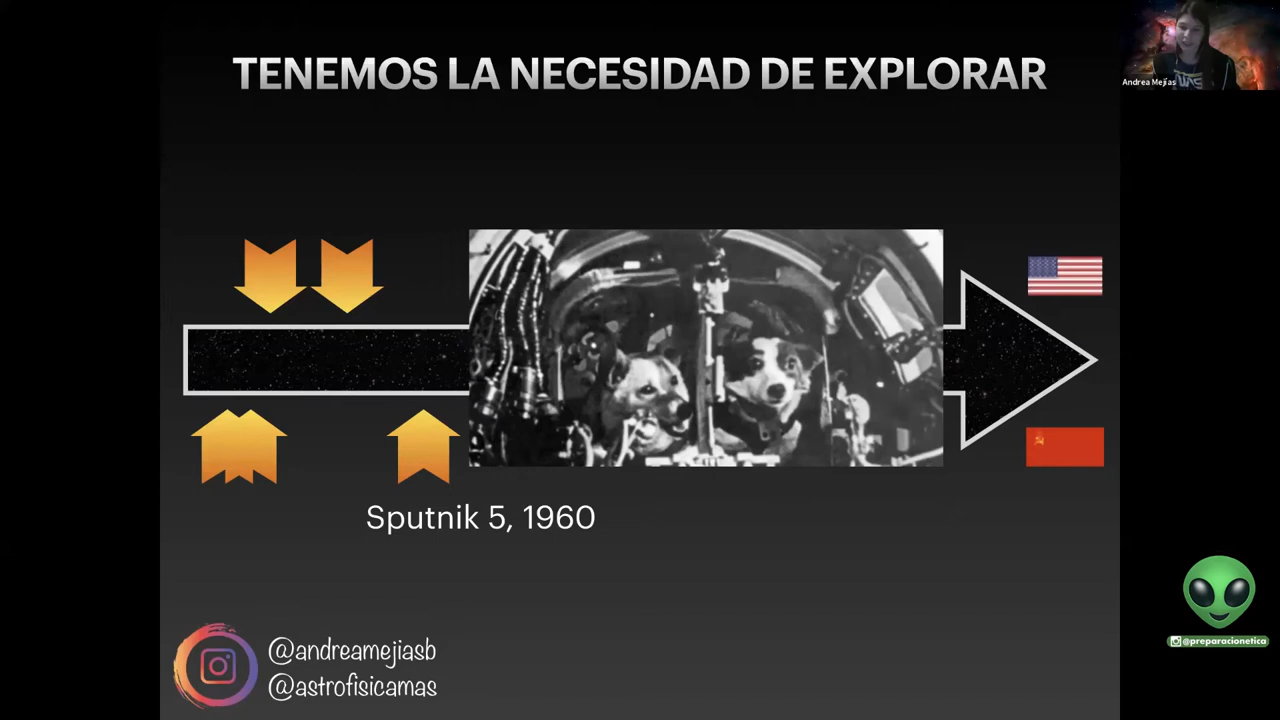 TENEMOS LA NECESIDAD DE EXPLORAR
Andrea Mejías
Sputnik 5, 1960
@andreamejiasb
@astrofisicamas
@preparacionetica